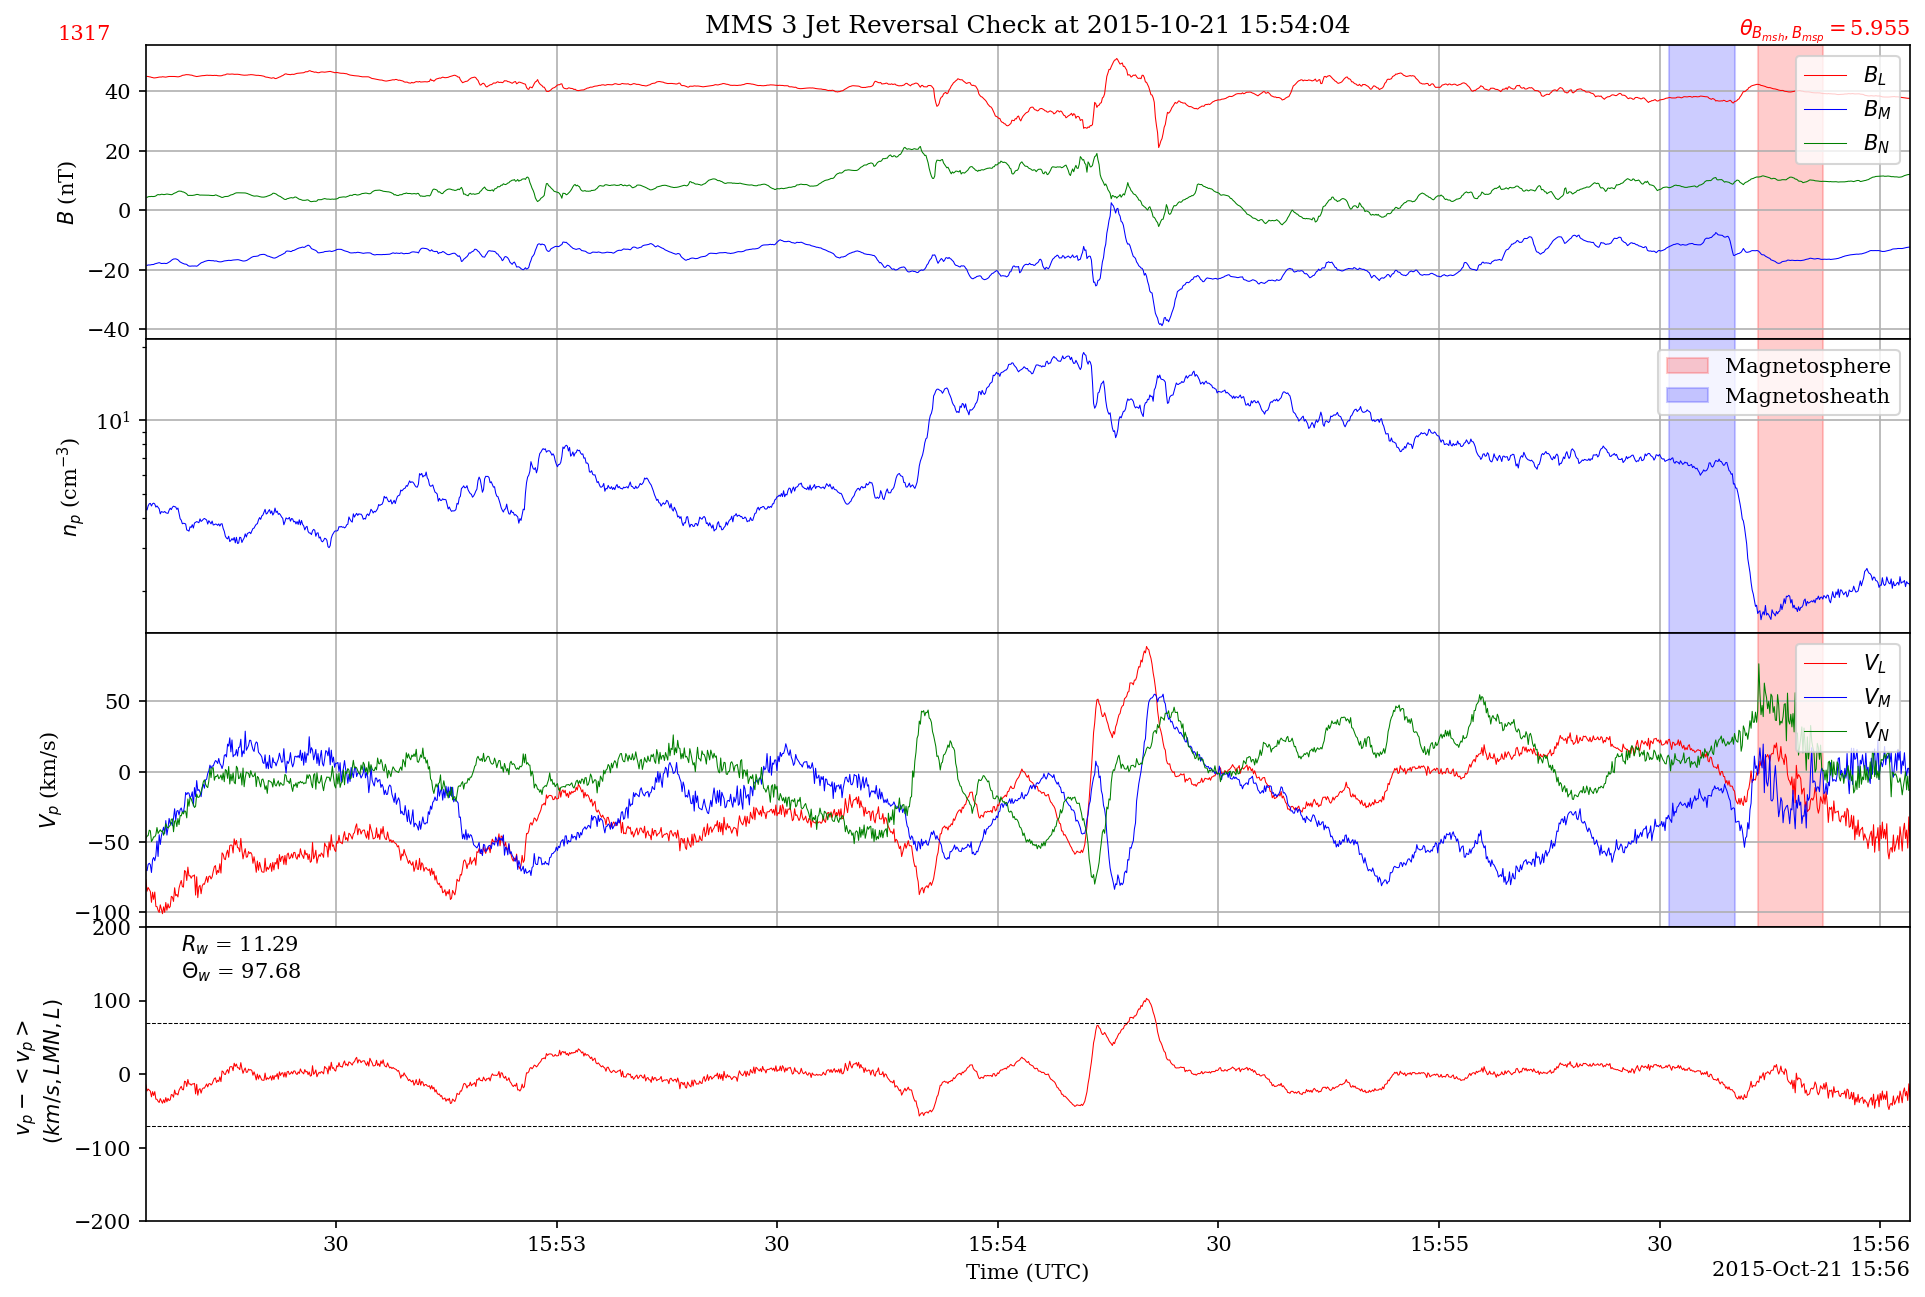 1317
MMS 3 Jet Reversal Check at 2015-10-21 15:54:04
θ_{B_{msh}, B_{msp}} = 5.955
B (nT)
40
20
0
−20
−40
B_L
B_M
B_N
n_p (cm^{−3})
10^1
Magnetosphere
Magnetosheath
V_p (km/s)
50
0
−50
−100
V_L
V_M
V_N
v_p − < v_p >
(km/s, LMN, L)
200
100
0
−100
−200
R_w = 11.29
Θ_w = 97.68
30
15:53
30
15:54
30
15:55
30
15:56
Time (UTC)
2015-Oct-21 15:56